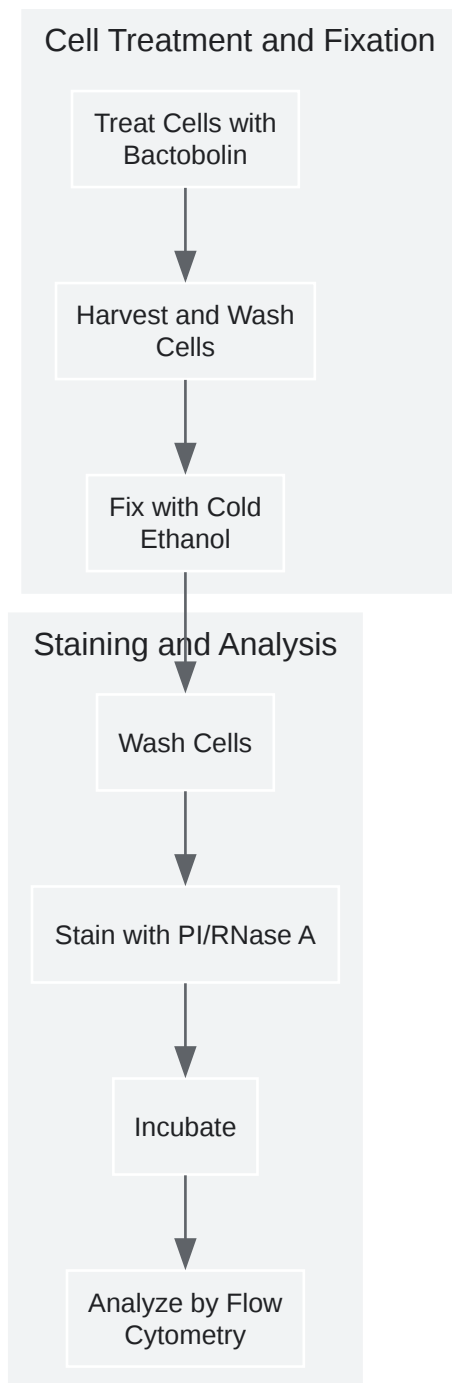 Cell Treatment and Fixation
Treat Cells with
Bactobolin
Harvest and Wash
Cells
Fix with Cold
Ethanol
Staining and Analysis
Wash Cells
Stain with PI/RNase A
Incubate
Analyze by Flow
Cytometry